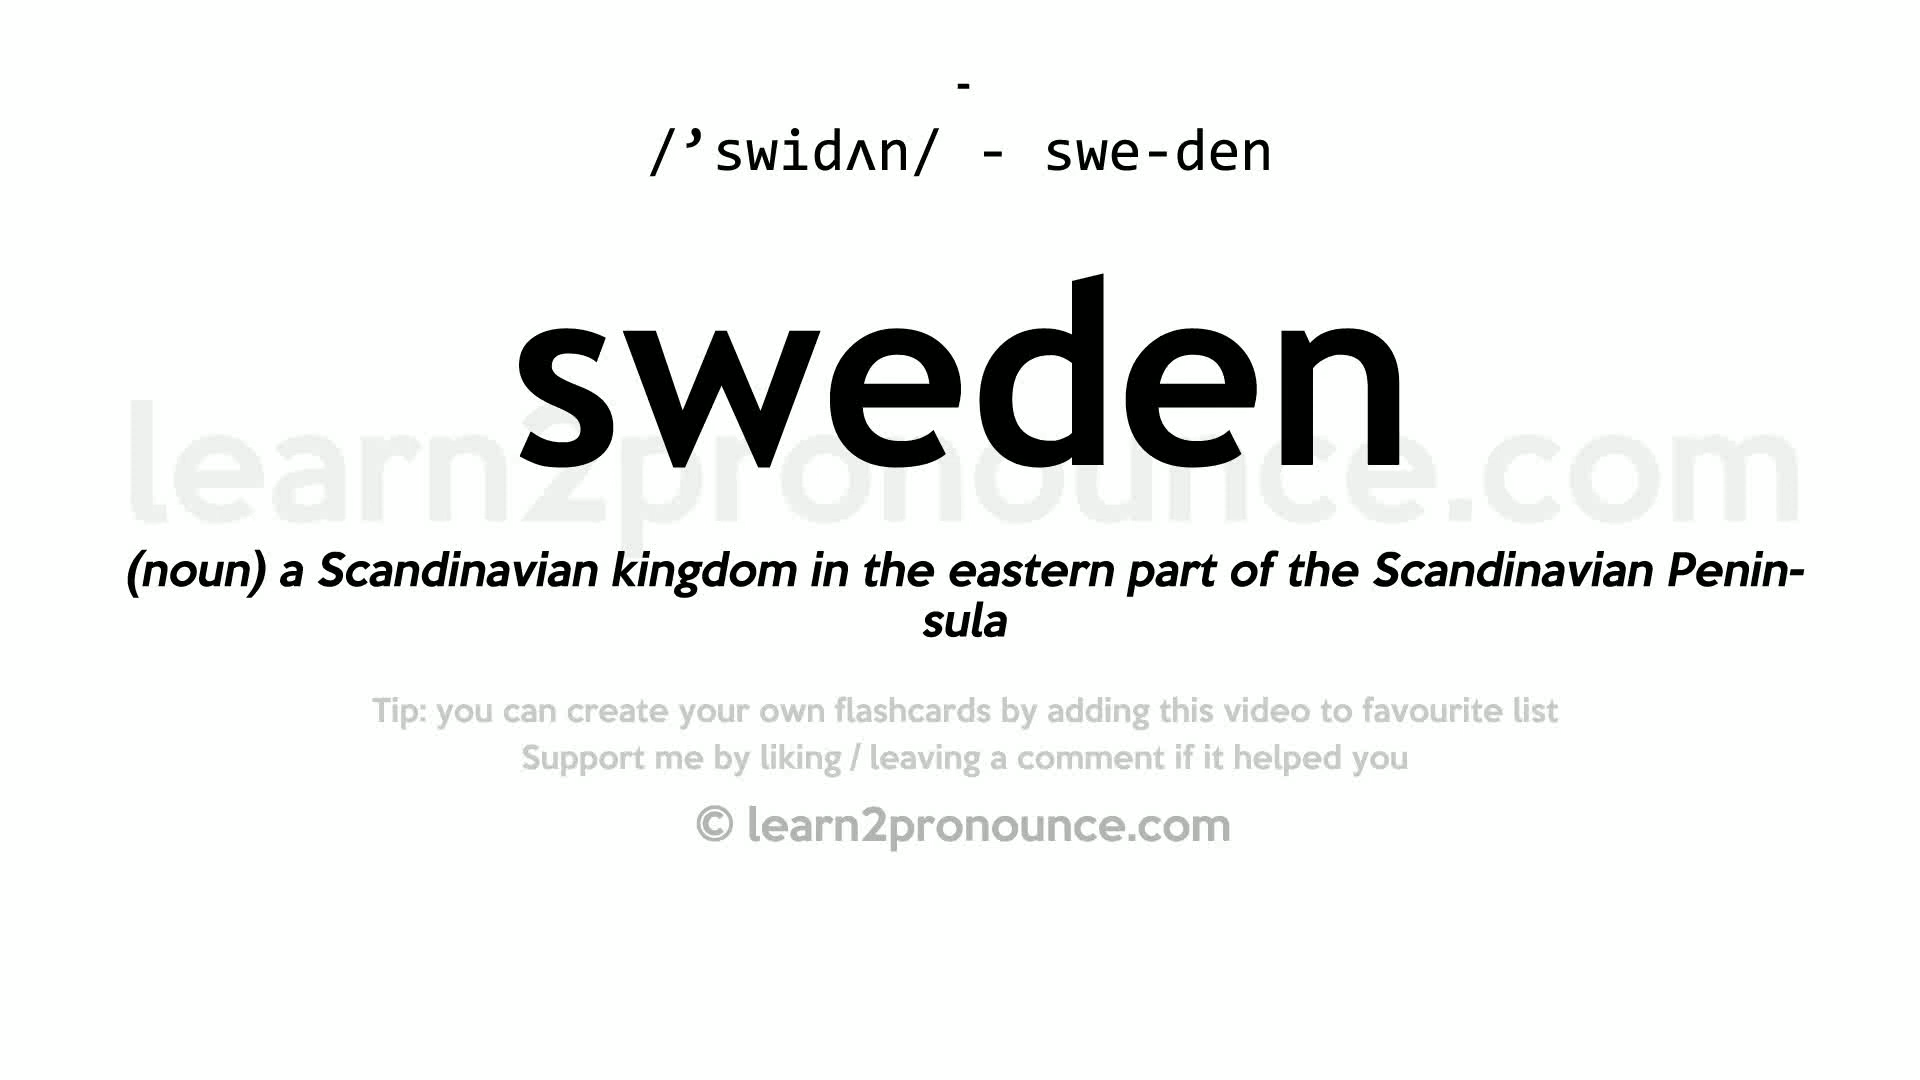 -
/’swidʌn/ - swe-den
sweden
learn2pronounce.com
(noun) a Scandinavian kingdom in the eastern part of the Scandinavian Penin-
sula
Tip: you can create your own flashcards by adding this video to favourite list
Support me by liking / leaving a comment if it helped you
© learn2pronounce.com